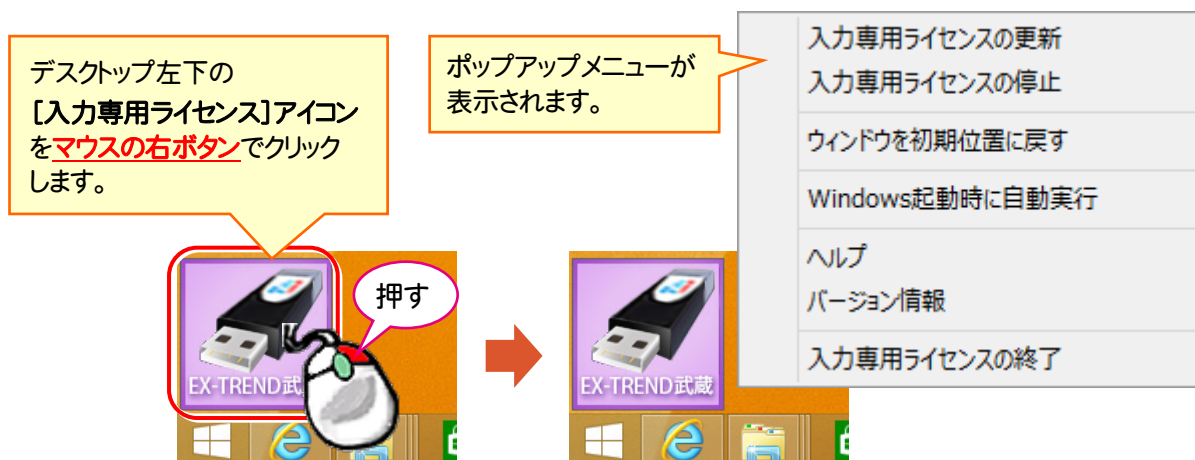 デスクトップ左下の
［入力専用ライセンス］アイコン
をマウスの右ボタンでクリック
します。
ポップアップメニューが
表示されます。
入力専用ライセンスの更新
入力専用ライセンスの停止
ウィンドウを初期位置に戻す
Windows起動時に自動実行
ヘルプ
バージョン情報
入力専用ライセンスの終了
押す
EX-TREND武
EX-TREND武蔵